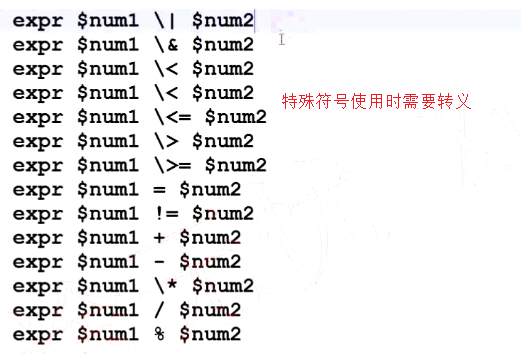 expr $num1 \| $num2
expr $num1 \& $num2
expr $num1 \< $num2
expr $num1 \< $num2
expr $num1 \<= $num2
特殊符号使用时需要转义
expr $num1 \> $num2
expr $num1 \>= $num2
expr $num1 = $num2
expr $num1 != $num2
expr $num1 + $num2
expr $num1 - $num2
expr $num1 \* $num2
expr $num1 / $num2
expr $num1 % $num2